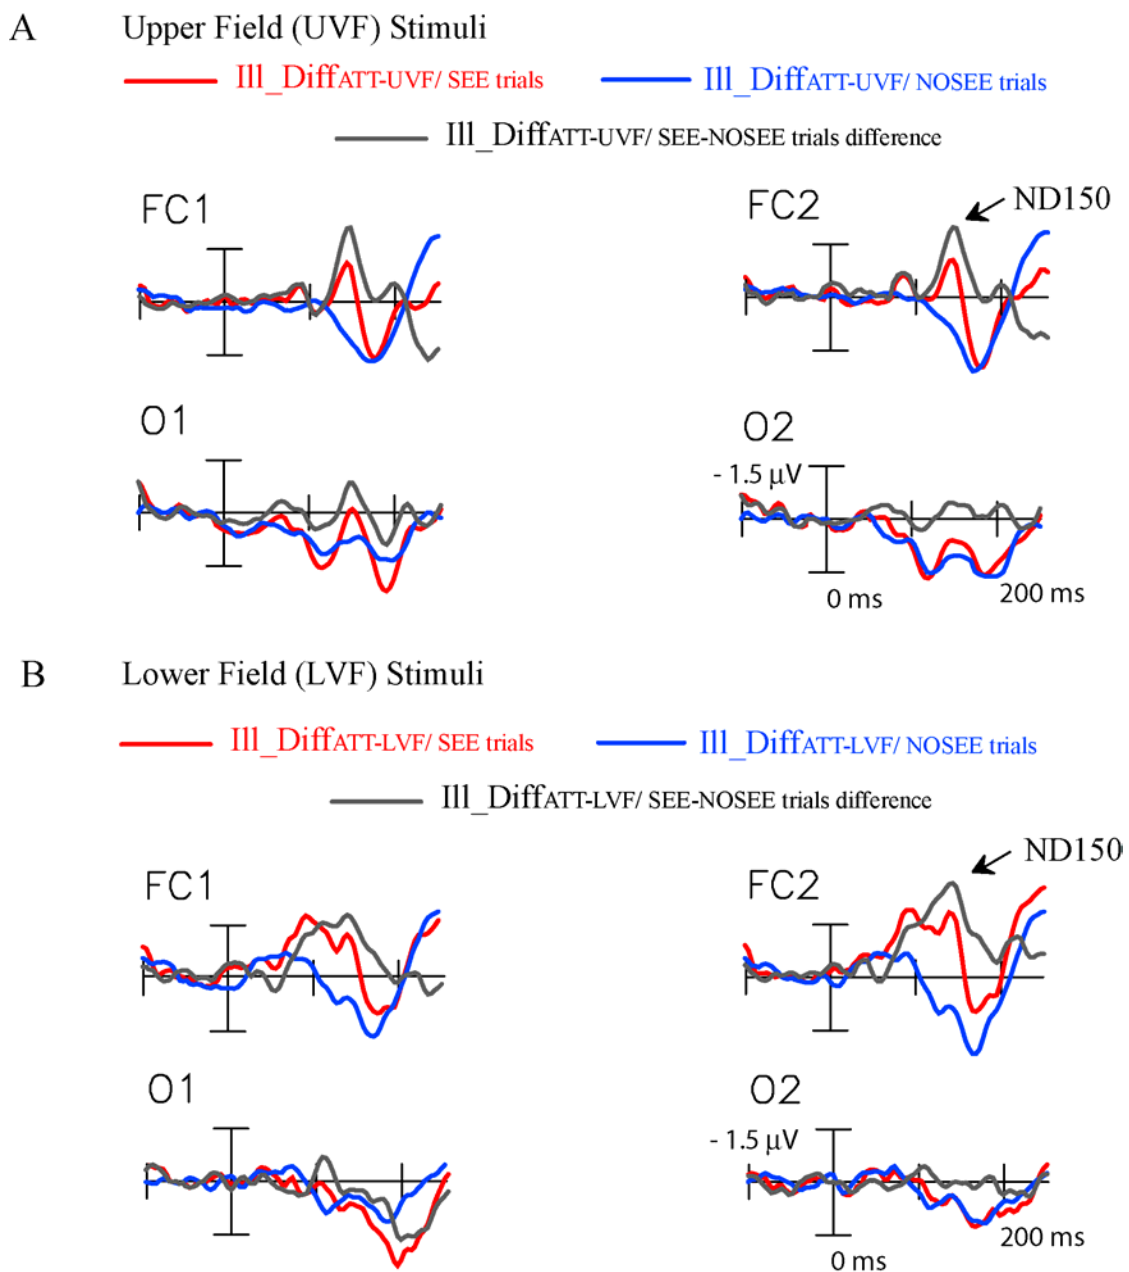 A Upper Field (UVF) Stimuli
Ill_DiffATT-UVF/ SEE trials Ill_DiffATT-UVF/ NOSEE trials
Ill_DiffATT-UVF/ SEE-NOSEE trials difference
FC1 FC2 ND150
O1 O2
- 1.5 μV
0 ms 200 ms
B Lower Field (LVF) Stimuli
Ill_DiffATT-LVF/ SEE trials Ill_DiffATT-LVF/ NOSEE trials
Ill_DiffATT-LVF/ SEE-NOSEE trials difference
FC1 FC2 ND150
O1 O2
- 1.5 μV
0 ms 200 ms